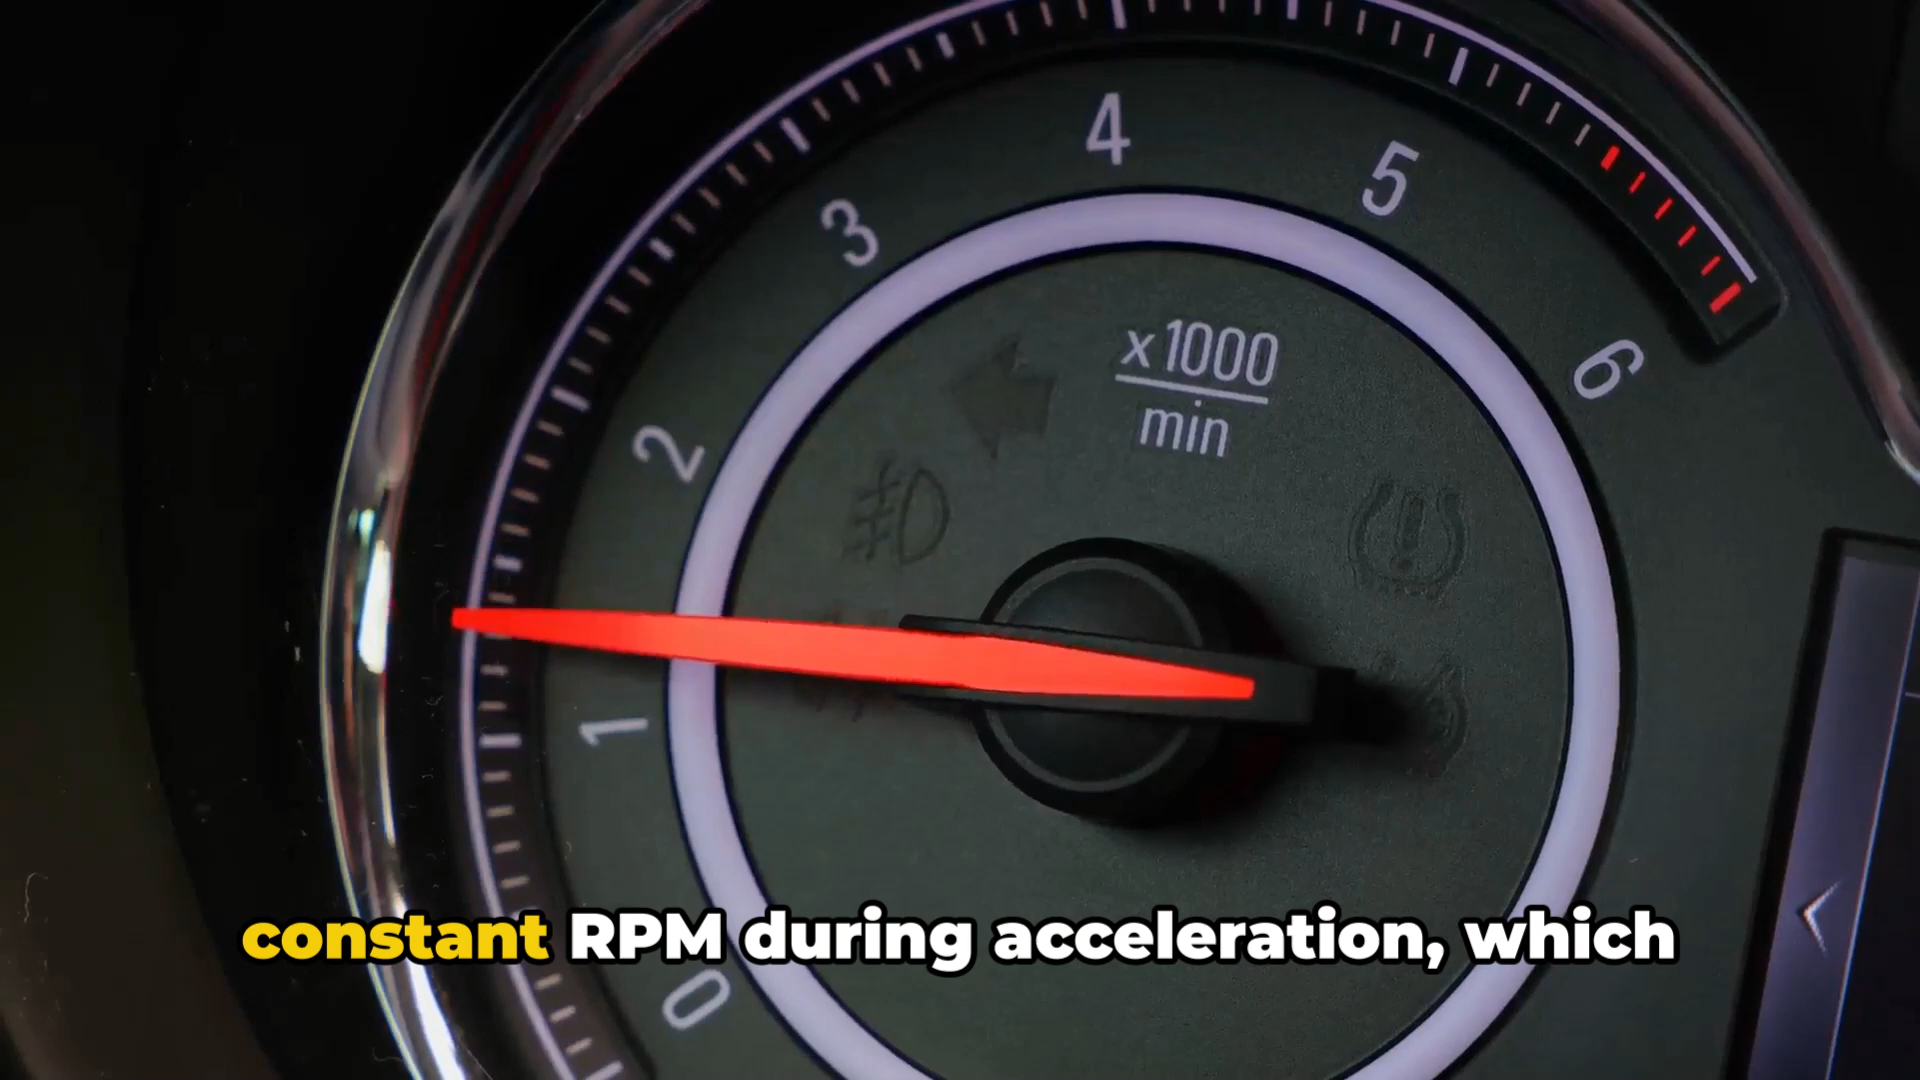 4
5
3
6
x1000
min
2
1
0
constant RPM during acceleration, which